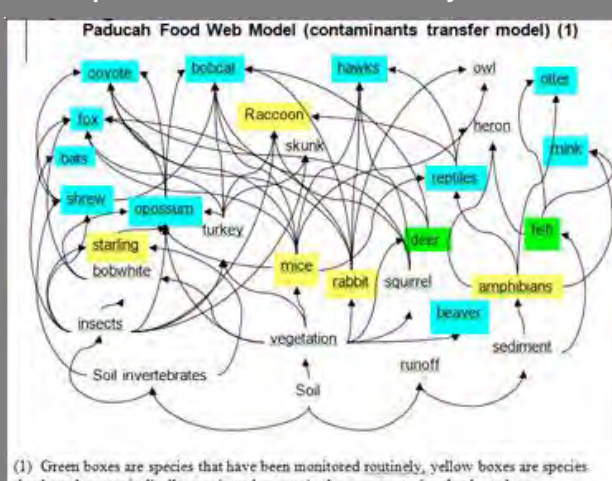 Paducah Food Web Model (contaminants transfer model) (1)
coyote bobcat hawks owl otter
fox Raccoon heron
skunk mink
bats reptiles
shrew opossum
turkey deer fish
starling
bobwhite mice rabbit squirrel amphibians
beaver
insects vegetation sediment
runoff
Soil invertebrates Soil
(1) Green boxes are species that have been monitored routinely, yellow boxes are species